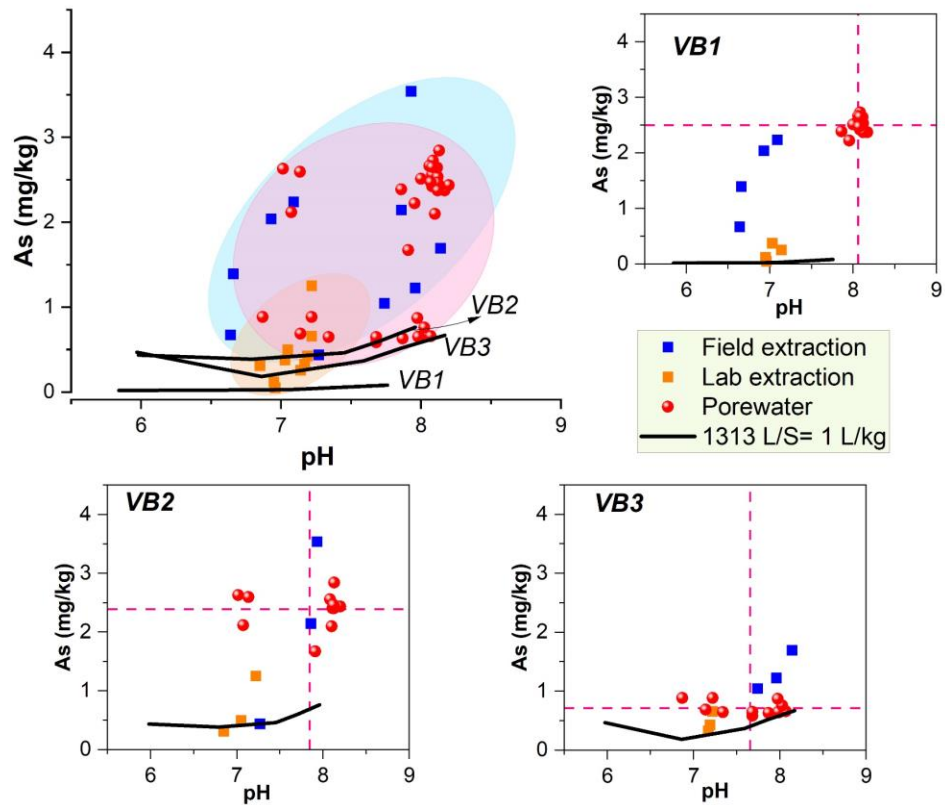 As (mg/kg)
4
3
2
1
0
6
7
8
9
pH
VB2
VB3
VB1
VB1
As (mg/kg)
4
3
2
1
0
6
7
8
9
pH
Field extraction
Lab extraction
Porewater
1313 L/S= 1 L/kg
VB2
As (mg/kg)
4
3
2
1
0
6
7
8
9
pH
VB3
As (mg/kg)
4
3
2
1
0
6
7
8
9
pH